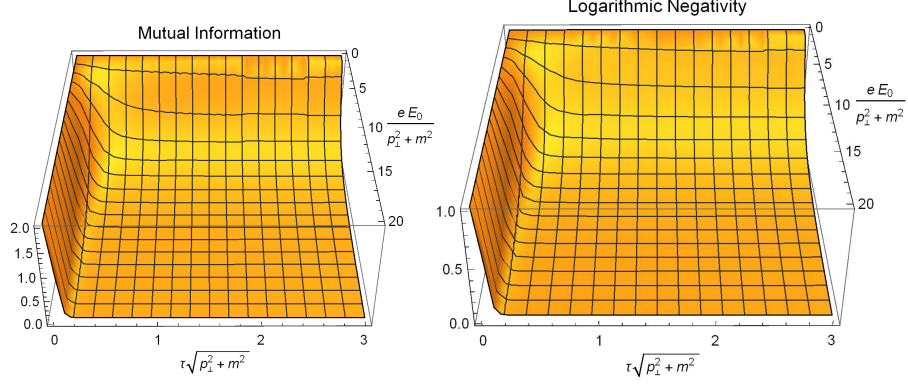 Mutual Information
0
5
10
15
20
e E₀ / p⊥² + m²
2.0
1.5
1.0
0.5
0.0
0 1 2 3
τ√p⊥² + m²
Logarithmic Negativity
0
5
10
15
20
e E₀ / p⊥² + m²
1.0
0.5
0.0
0 1 2 3
τ√p⊥² + m²